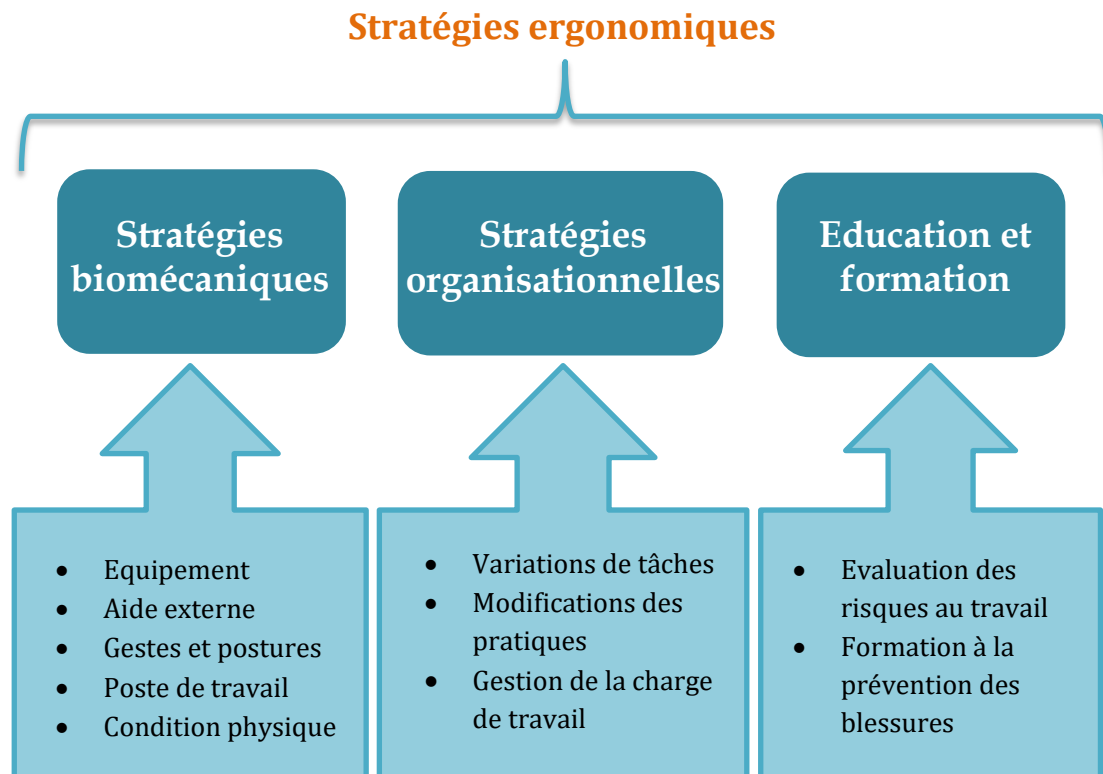 Stratégies ergonomiques
Stratégies
biomécaniques
Stratégies
organisationnelles
Education et
formation
• Equipement
• Aide externe
• Gestes et postures
• Poste de travail
• Condition physique
• Variations de tâches
• Modifications des
pratiques
• Gestion de la charge
de travail
• Evaluation des
risques au travail
• Formation à la
prévention des
blessures